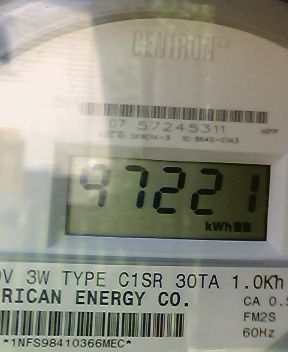 CENTRON®
07 57245311
97221
kWh
V 3W TYPE C1SR 30TA 1.0Kh
RICAN ENERGY CO.
CA 0.5
FM2S
60Hz
*1NFS98410366MEC*